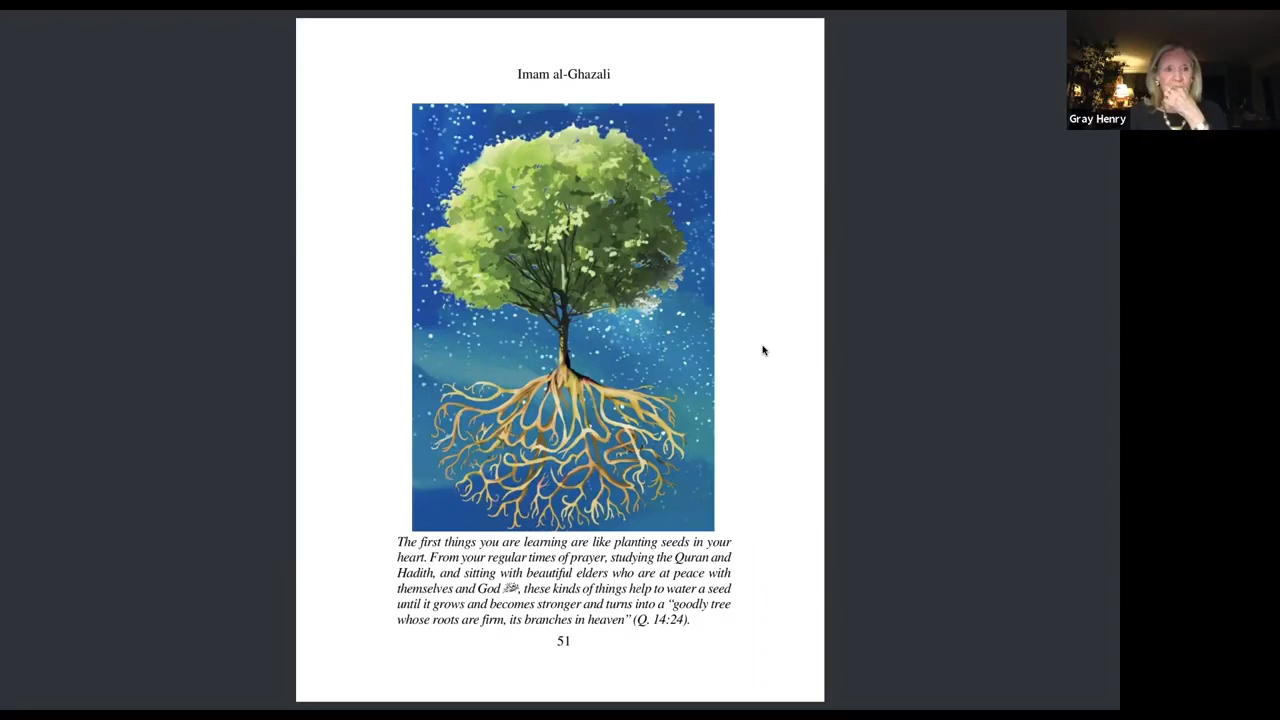 Imam al-Ghazali
Gray Henry
The first things you are learning are like planting seeds in your
heart. From your regular times of prayer, studying the Quran and
Hadith, and sitting with beautiful elders who are at peace with
themselves and God , these kinds of things help to water a seed
until it grows and becomes stronger and turns into a “goodly tree
whose roots are firm, its branches in heaven” (Q. 14:24).
51